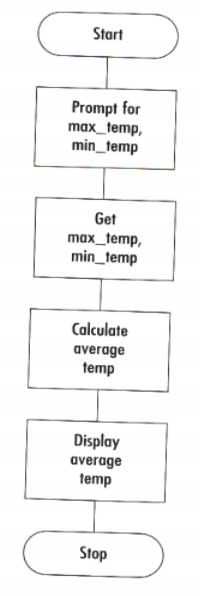 Start
Prompt for
max_temp,
min_temp
Get
max_temp,
min_temp
Calculate
average
temp
Display
average
temp
Stop